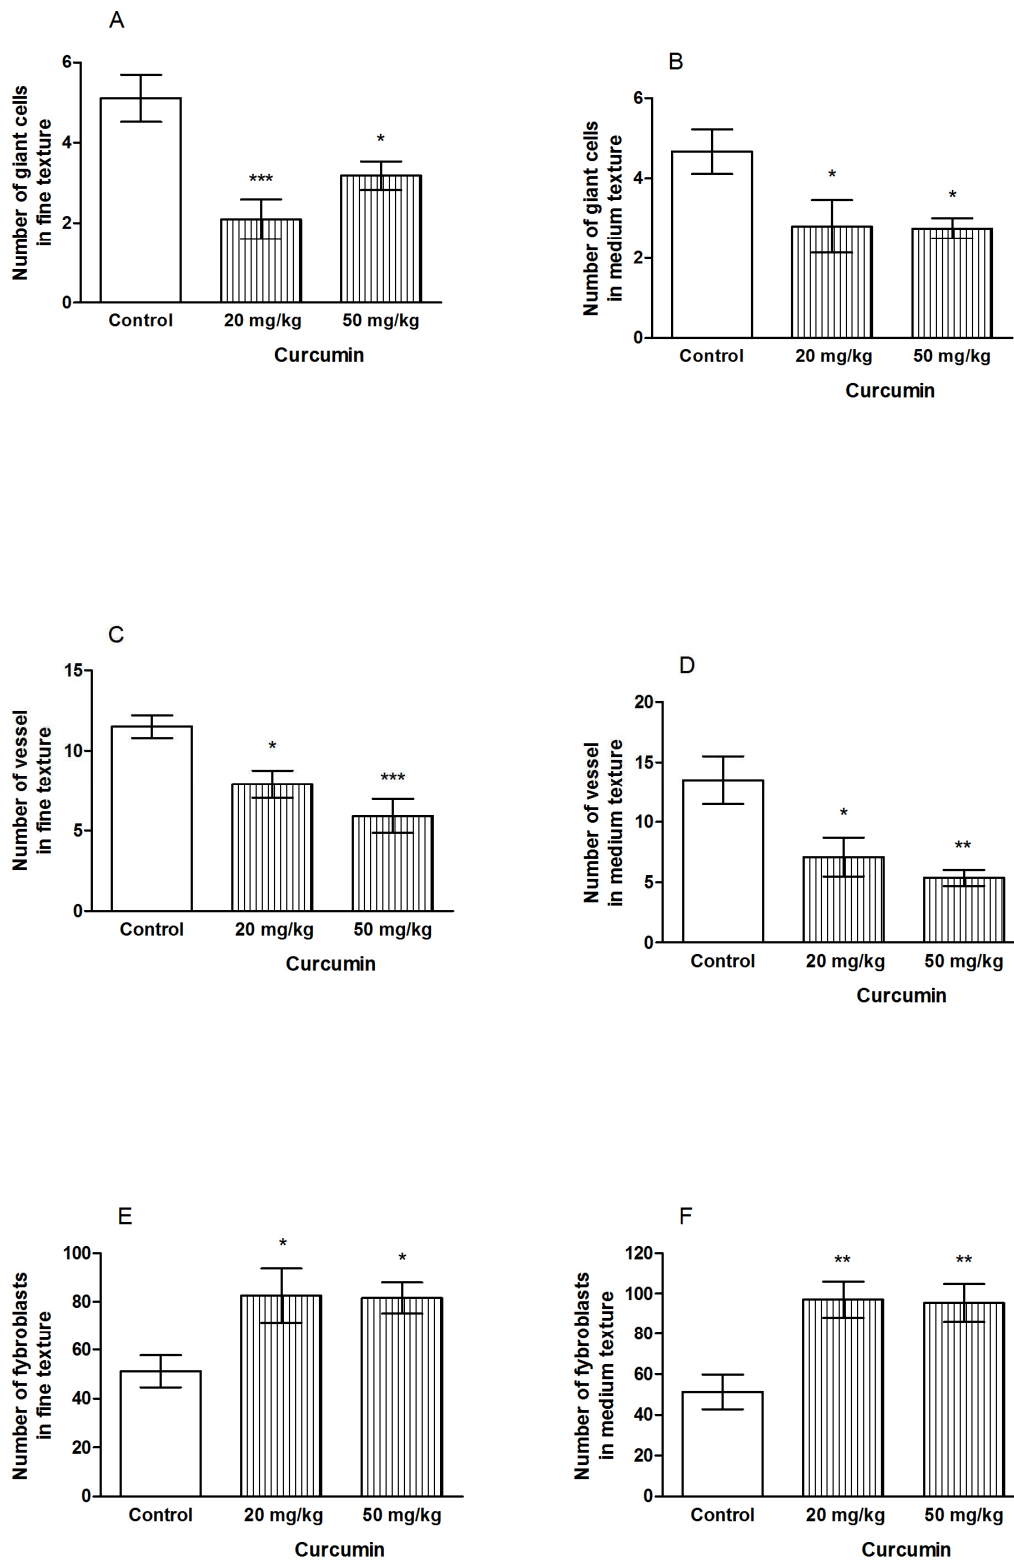 A
Number of giant cells
in fine texture
6
4
2
0
***
*
Control
20 mg/kg
50 mg/kg
Curcumin
B
Number of giant cells
in medium texture
6
4
2
0
*
*
Control
20 mg/kg
50 mg/kg
Curcumin
C
Number of vessel
in fine texture
15
10
5
0
*
***
Control
20 mg/kg
50 mg/kg
Curcumin
D
Number of vessel
in medium texture
20
15
10
5
0
*
**
Control
20 mg/kg
50 mg/kg
Curcumin
E
Number of fybroblasts
in fine texture
100
80
60
40
20
0
*
*
Control
20 mg/kg
50 mg/kg
Curcumin
F
Number of fybroblasts
in medium texture
120
100
80
60
40
20
0
**
**
Control
20 mg/kg
50 mg/kg
Curcumin